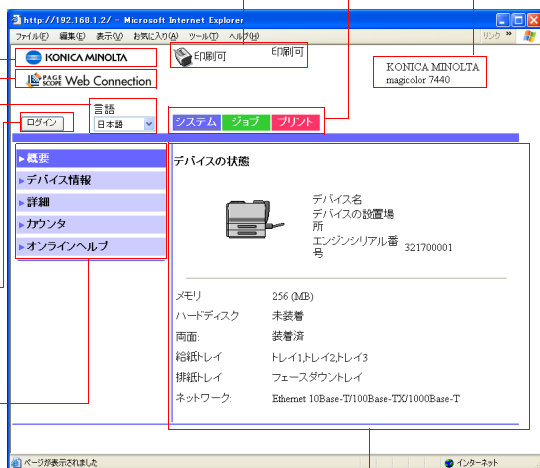 http://192.168.1.2/ - Microsoft Internet Explorer
ファイル(F) 編集(E) 表示(V) お気に入り(A) ツール(T) ヘルプ(H) リンク »
KONICA MINOLTA
印刷可 印刷可
KONICA MINOLTA
magicolor 7440
PAGE SCOPE Web Connection
言語
ログイン 日本語
システム ジョブ プリント
概要
デバイス情報
詳細
カウンタ
オンラインヘルプ
デバイスの状態
デバイス名
デバイスの設置場
所
エンジンシリアル番
号 321700001
メモリ 256 (MB)
ハードディスク 未装着
両面: 装着済
給紙トレイ トレイ1,トレイ2,トレイ3
排紙トレイ フェースダウントレイ
ネットワーク: Ethernet 10Base-T/100Base-TX/1000Base-T
ページが表示されました インターネット